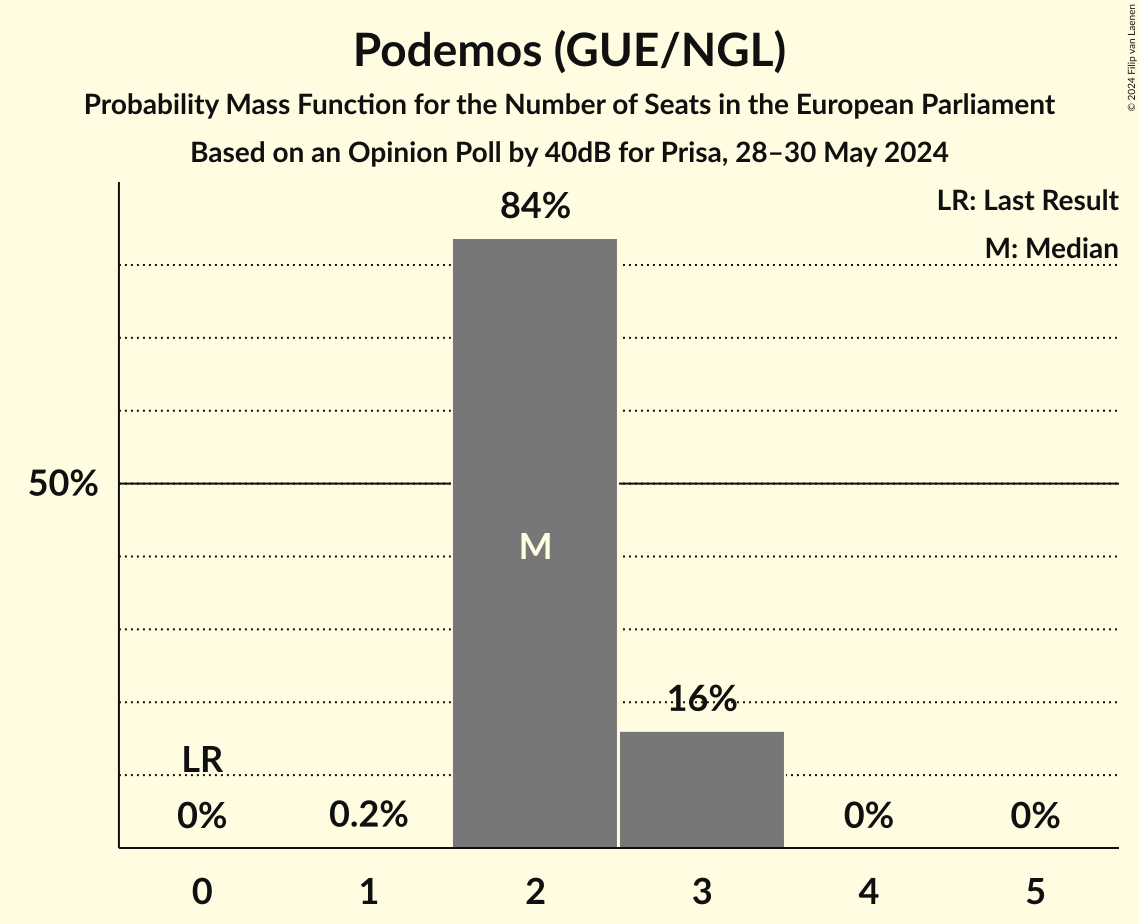 Podemos (GUE/NGL)
Probability Mass Function for the Number of Seats in the European Parliament
Based on an Opinion Poll by 40dB for Prisa, 28–30 May 2024
© 2024 Filip van Laenen
LR: Last Result
M: Median
84%
50%
M
16%
LR
0%
0.2%
0%
0%
0 1 2 3 4 5